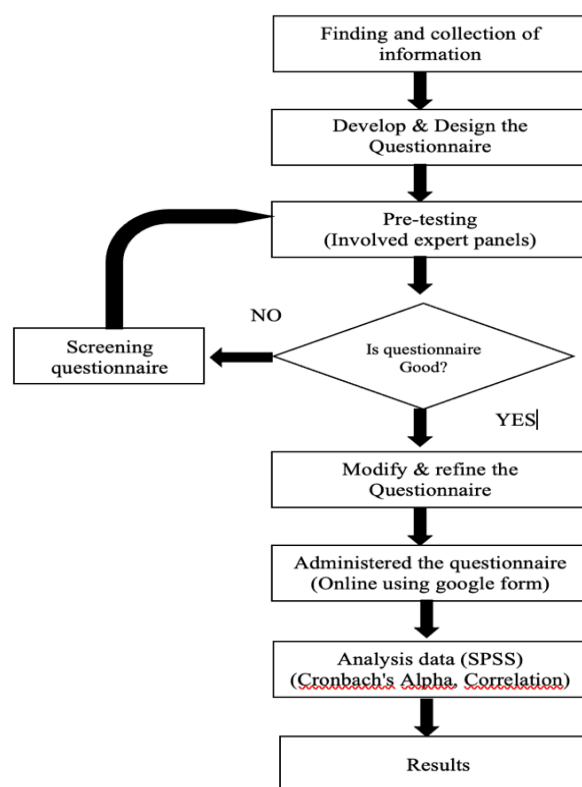 Finding and collection of
information
Develop & Design the
Questionnaire
Pre-testing
(Involved expert panels)
NO
Is questionnaire
Good?
Screening
questionnaire
YES
Modify & refine the
Questionnaire
Administered the questionnaire
(Online using google form)
Analysis data (SPSS)
(Cronbach's Alpha, Correlation)
Results